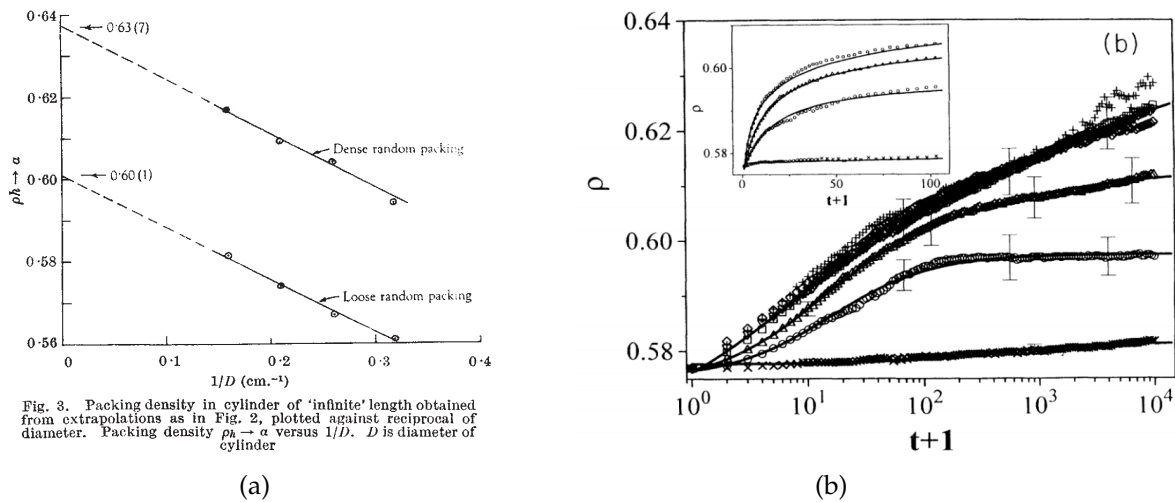 0·64
0·63(7)
0·62
Dense random packing
ρh → α
0·60
0·60(1)
0·58
Loose random packing
0·56
0 0·1 0·2 0·3 0·4
1/D (cm.⁻¹)
Fig. 3. Packing density in cylinder of 'infinite' length obtained
from extrapolations as in Fig. 2, plotted against reciprocal of
diameter. Packing density ρh → α versus 1/D. D is diameter of
cylinder
(a)
0.64
(b)
0.60
ρ
0.58
0 50 100
t+1
0.62
ρ
0.60
0.58
10⁰ 10¹ 10² 10³ 10⁴
t+1
(b)